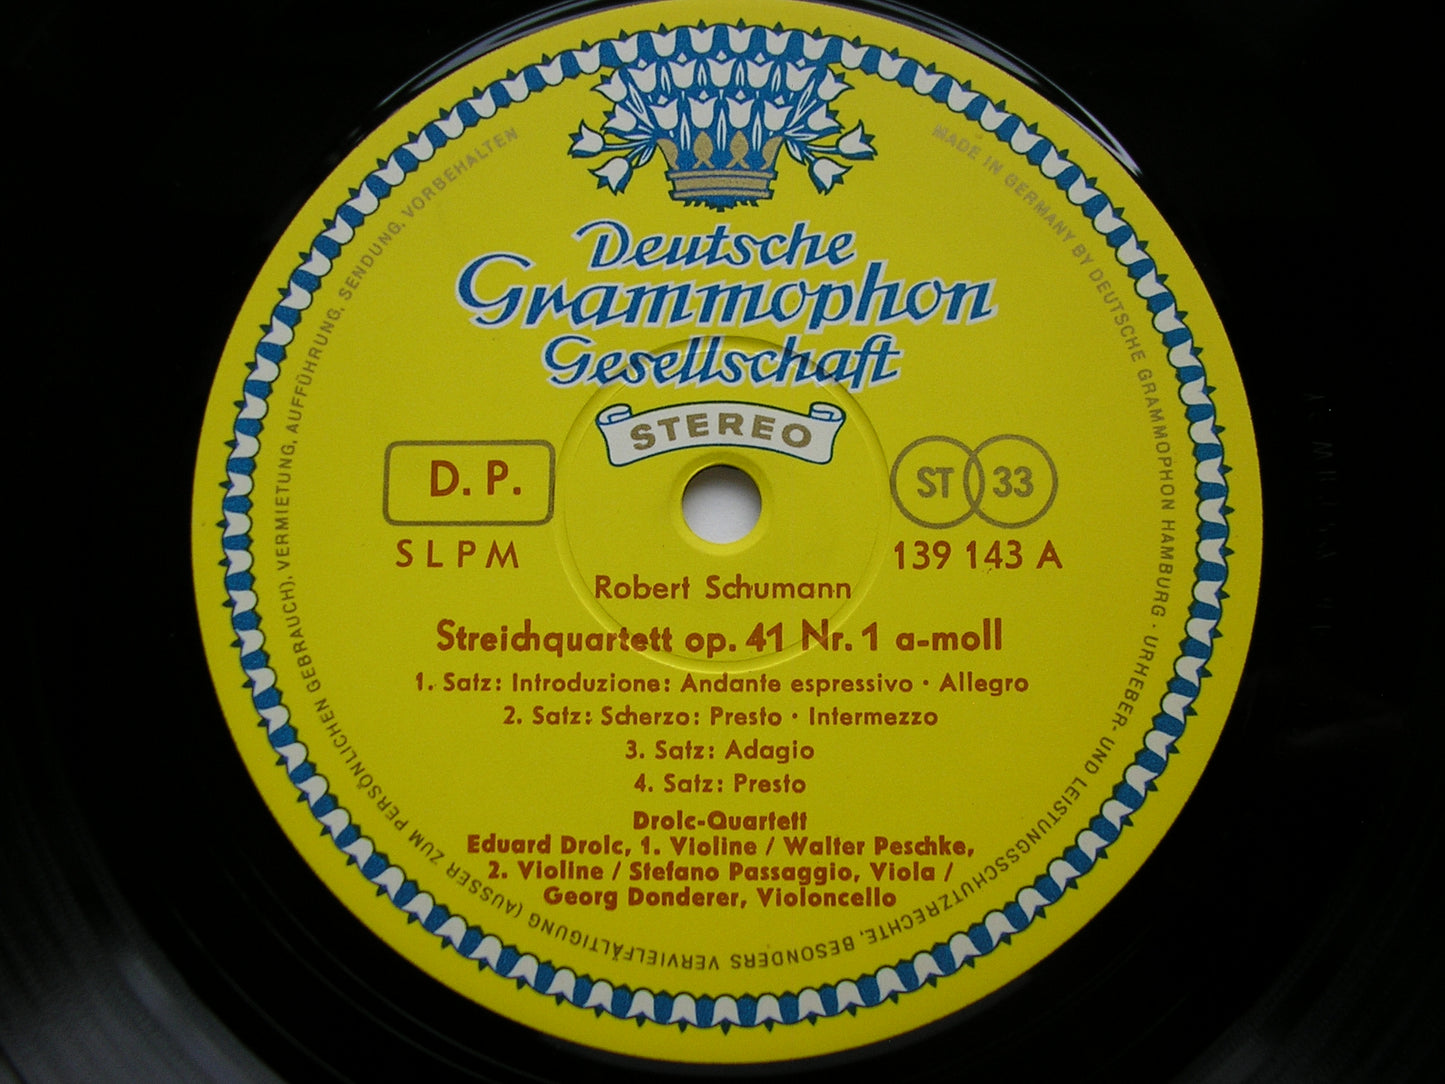 Deutsche
Grammophon
Gesellschaft
STEREO
D. P.
ST 33
SLPM
139 143 A
Robert Schumann
Streichquartett op. 41 Nr. 1 a-moll
1. Satz: Introduzione: Andante espressivo · Allegro
2. Satz: Scherzo: Presto · Intermezzo
3. Satz: Adagio
4. Satz: Presto
Drolc-Quartett
Eduard Drolc, 1. Violine / Walter Peschke,
2. Violine / Stefano Passaggio, Viola /
Georg Donderer, Violoncello
MADE IN GERMANY BY DEUTSCHE GRAMMOPHON HAMBURG · URHEBER- UND LEISTUNGSSCHUTZRECHTE, BESONDERS VERVIELFÄLTIGUNG (AUSSER ZUM PERSÖNLICHEN GEBRAUCH), VERMIETUNG, AUFFÜHRUNG, SENDUNG, VORBEHALTEN